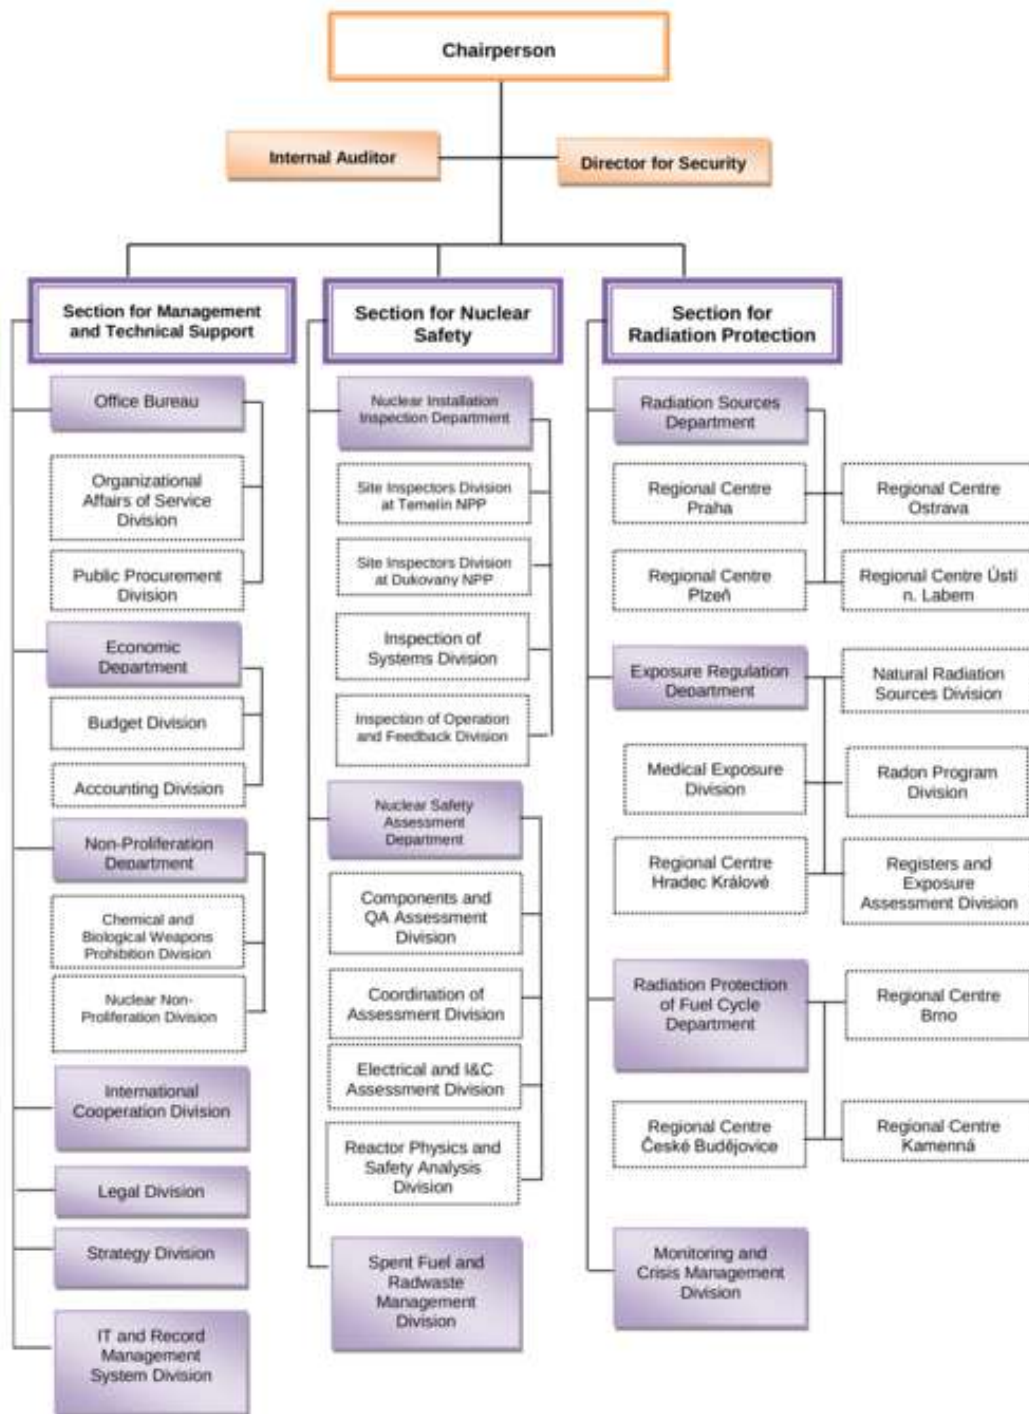 Chairperson
Internal Auditor
Director for Security
Section for Management
and Technical Support
Office Bureau
Organizational
Affairs of Service
Division
Public Procurement
Division
Economic
Department
Budget Division
Accounting Division
Non-Proliferation
Department
Chemical and
Biological Weapons
Prohibition Division
Nuclear Non-
Proliferation Division
International
Cooperation Division
Legal Division
Strategy Division
IT and Record
Management
System Division
Section for Nuclear
Safety
Nuclear Installation
Inspection Department
Site Inspectors Division
at Temelin NPP
Site Inspectors Division
at Dukovany NPP
Inspection of
Systems Division
Inspection of Operation
and Feedback Division
Nuclear Safety
Assessment
Department
Components and
QA Assessment
Division
Coordination of
Assessment Division
Electrical and I&C
Assessment Division
Reactor Physics and
Safety Analysis
Division
Spent Fuel and
Radwaste
Management
Division
Section for
Radiation Protection
Radiation Sources
Department
Regional Centre
Praha
Regional Centre
Ostrava
Regional Centre
Plzeň
Regional Centre Ústí
n. Labem
Exposure Regulation
Department
Natural Radiation
Sources Division
Medical Exposure
Division
Radon Program
Division
Regional Centre
Hradec Králové
Registers and
Exposure
Assessment Division
Radiation Protection
of Fuel Cycle
Department
Regional Centre
Brno
Regional Centre
České Budějovice
Regional Centre
Kamenná
Monitoring and
Crisis Management
Division